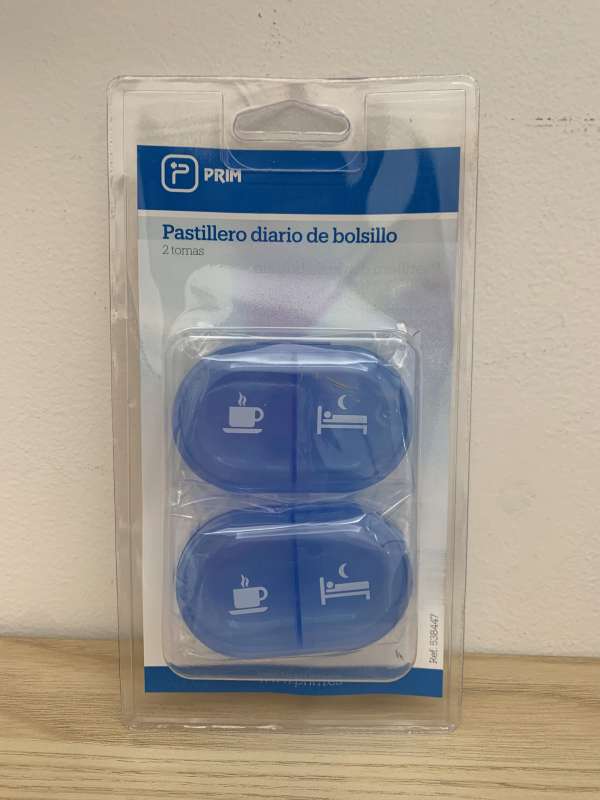 PRIM
Pastillero diario de bolsillo
2 tomas
Ref. 538447